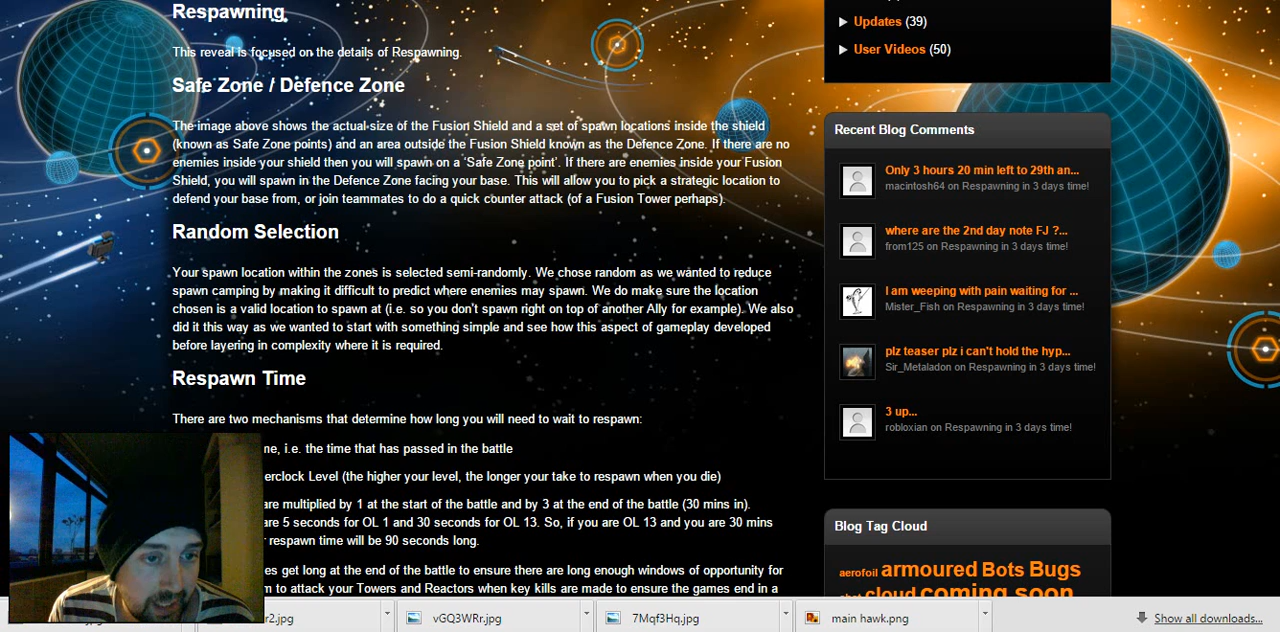 Respawning
This reveal is focused on the details of Respawning.
Safe Zone / Defence Zone
The image above shows the actual size of the Fusion Shield and a set of spawn locations inside the shield
(known as Safe Zone points) and an area outside the Fusion Shield known as the Defence Zone. If there are no
enemies inside your shield then you will spawn on a 'Safe Zone point'. If there are enemies inside your Fusion
Shield, you will spawn in the Defence Zone facing your base. This will allow you to pick a strategic location to
defend your base from, or join teammates to do a quick counter attack (of a Fusion Tower perhaps).
Random Selection
Your spawn location within the zones is selected semi-randomly. We chose random as we wanted to reduce
spawn camping by making it difficult to predict where enemies may spawn. We do make sure the location
chosen is a valid location to spawn at (i.e. so you don't spawn right on top of another Ally for example). We also
did it this way as we wanted to start with something simple and see how this aspect of gameplay developed
before layering in complexity where it is required.
Respawn Time
There are two mechanisms that determine how long you will need to wait to respawn:
me, i.e. the time that has passed in the battle
erclock Level (the higher your level, the longer your take to respawn when you die)
are multiplied by 1 at the start of the battle and by 3 at the end of the battle (30 mins in).
are 5 seconds for OL 1 and 30 seconds for OL 13. So, if you are OL 13 and you are 30 mins
r respawn time will be 90 seconds long.
es get long at the end of the battle to ensure there are long enough windows of opportunity for
m to attack your Towers and Reactors when key kills are made to ensure the games end in a
Updates (39)
User Videos (50)
Recent Blog Comments
Only 3 hours 20 min left to 29th an...
macintosh64 on Respawning in 3 days time!
where are the 2nd day note FJ ?...
from125 on Respawning in 3 days time!
I am weeping with pain waiting for ...
Mister_Fish on Respawning in 3 days time!
plz teaser plz i can't hold the hyp...
Sir_Metaladon on Respawning in 3 days time!
3 up...
robloxian on Respawning in 3 days time!
Blog Tag Cloud
aerofoil armoured Bots Bugs
cloud coming soon
r2.jpg
vGQ3WRr.jpg
7Mqf3Hq.jpg
main hawk.png
Show all downloads...